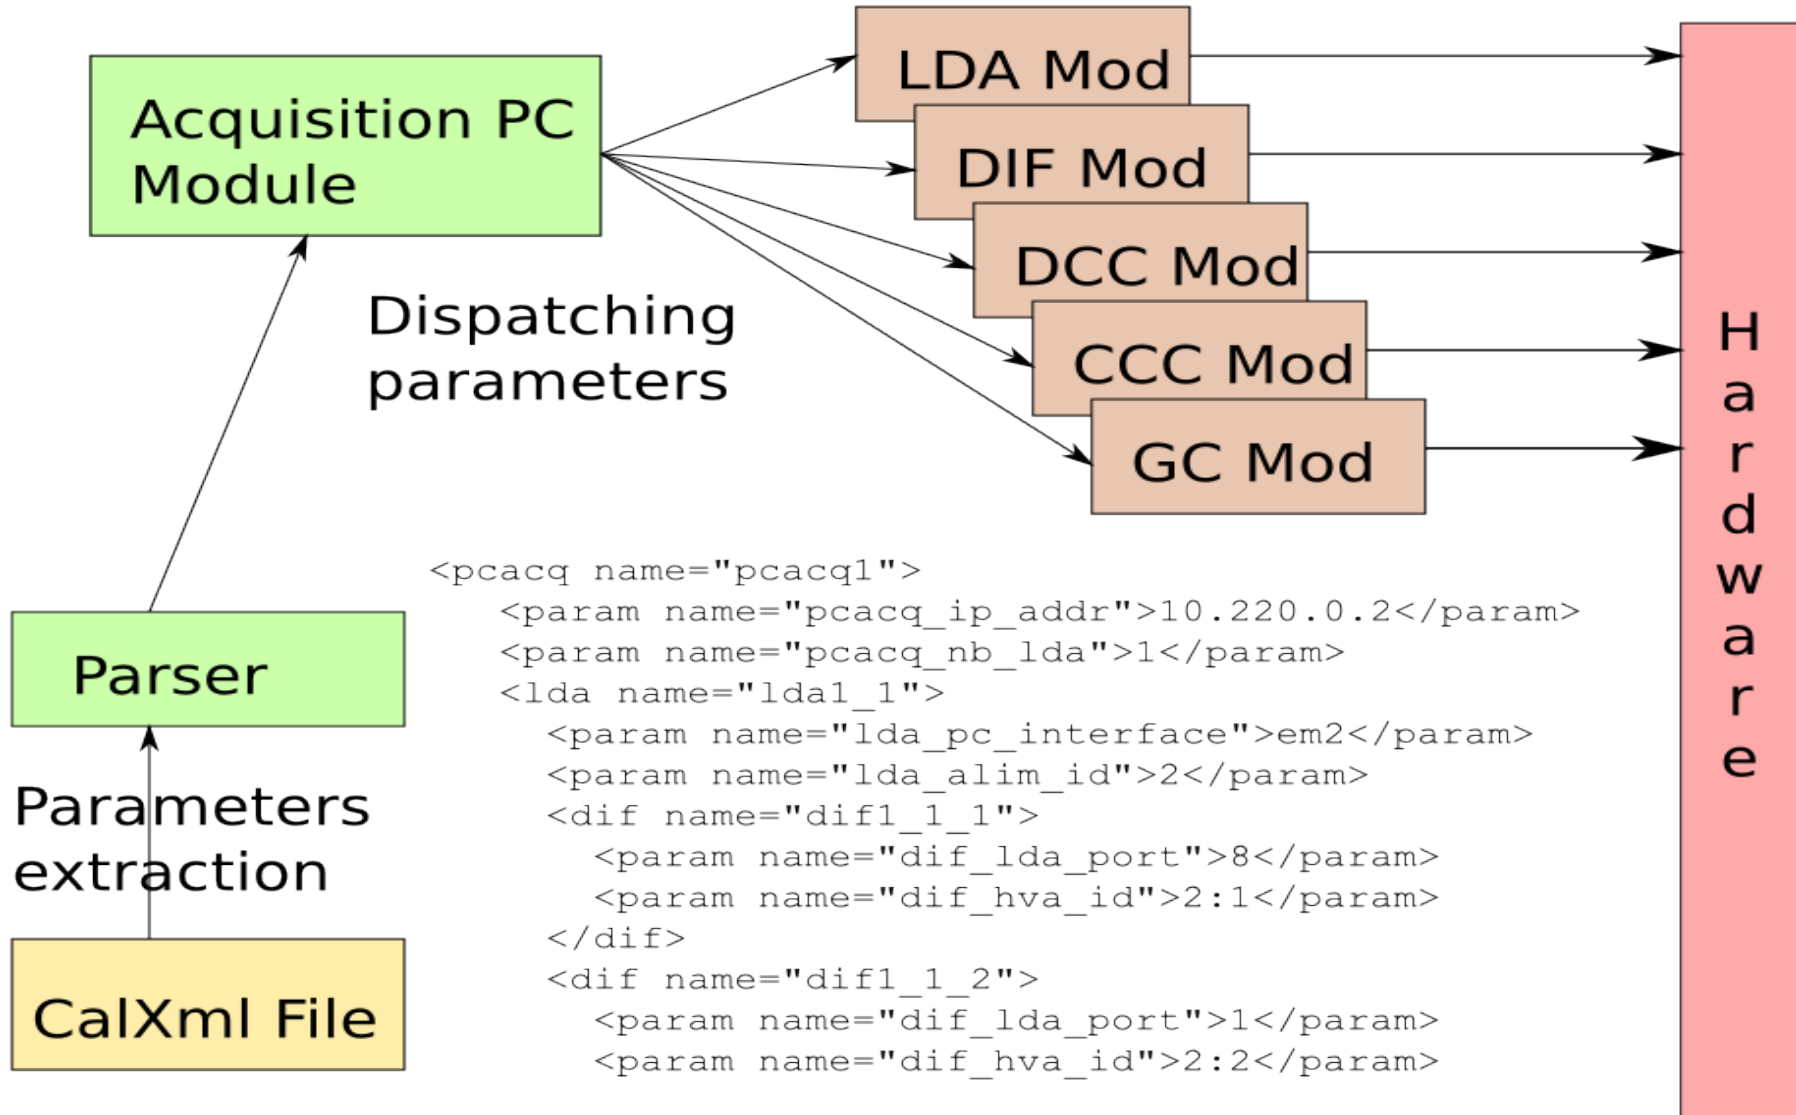 LDA Mod
Acquisition PC
Module
DIF Mod
DCC Mod
Dispatching
parameters
CCC Mod
GC Mod
Hardware
<pcacq name="pcacq1">
<param name="pcacq_ip_addr">10.220.0.2</param>
<param name="pcacq_nb_lda">1</param>
<lda name="lda1_1">
<param name="lda_pc_interface">em2</param>
<param name="lda_alim_id">2</param>
<dif name="dif1_1_1">
<param name="dif_lda_port">8</param>
<param name="dif_hva_id">2:1</param>
</dif>
<dif name="dif1_1_2">
<param name="dif_lda_port">1</param>
<param name="dif_hva_id">2:2</param>
Parser
Parameters
extraction
CalXml File